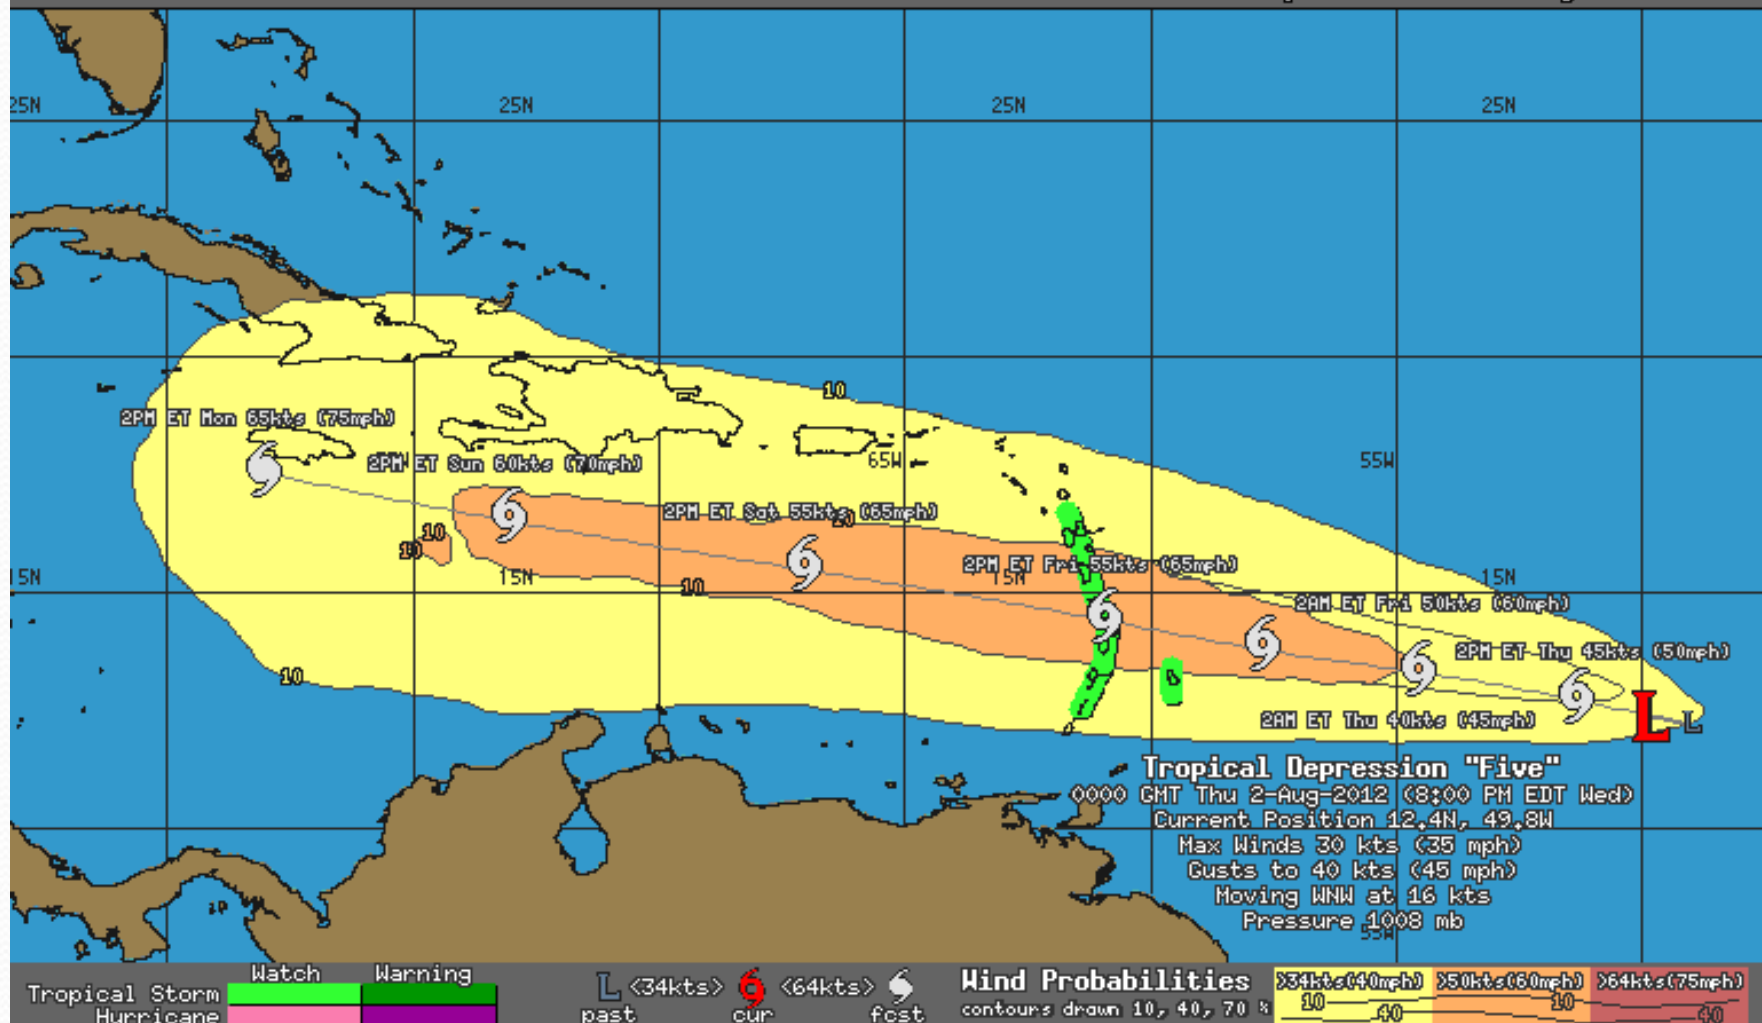 25N 25N 25N 25N
2PM ET Mon 65kts (75mph)
10
2PM ET Sun 60kts (70mph)
65W
55W
2PM ET Sat 55kts (65mph)
10
10
2PM ET Fri 55kts (65mph)
15N 15N 15N 15N
10
2AM ET Fri 50kts (60mph)
2PM ET Thu 45kts (50mph)
10
2AM ET Thu 40kts (45mph)
L L
Tropical Depression "Five"
0000 GMT Thu 2-Aug-2012 (8:00 PM EDT Wed)
Current Position 12.4N, 49.8W
Max Winds 30 kts (35 mph)
Gusts to 40 kts (45 mph)
Moving WNW at 16 kts
Pressure 1008 mb
55W
Watch Warning
Tropical Storm
Hurricane
L <34kts> <64kts>
past cur fcst
Wind Probabilities
contours drawn 10, 40, 70 %
>34kts(40mph) >50kts(60mph) >64kts(75mph)
10 10
40 40